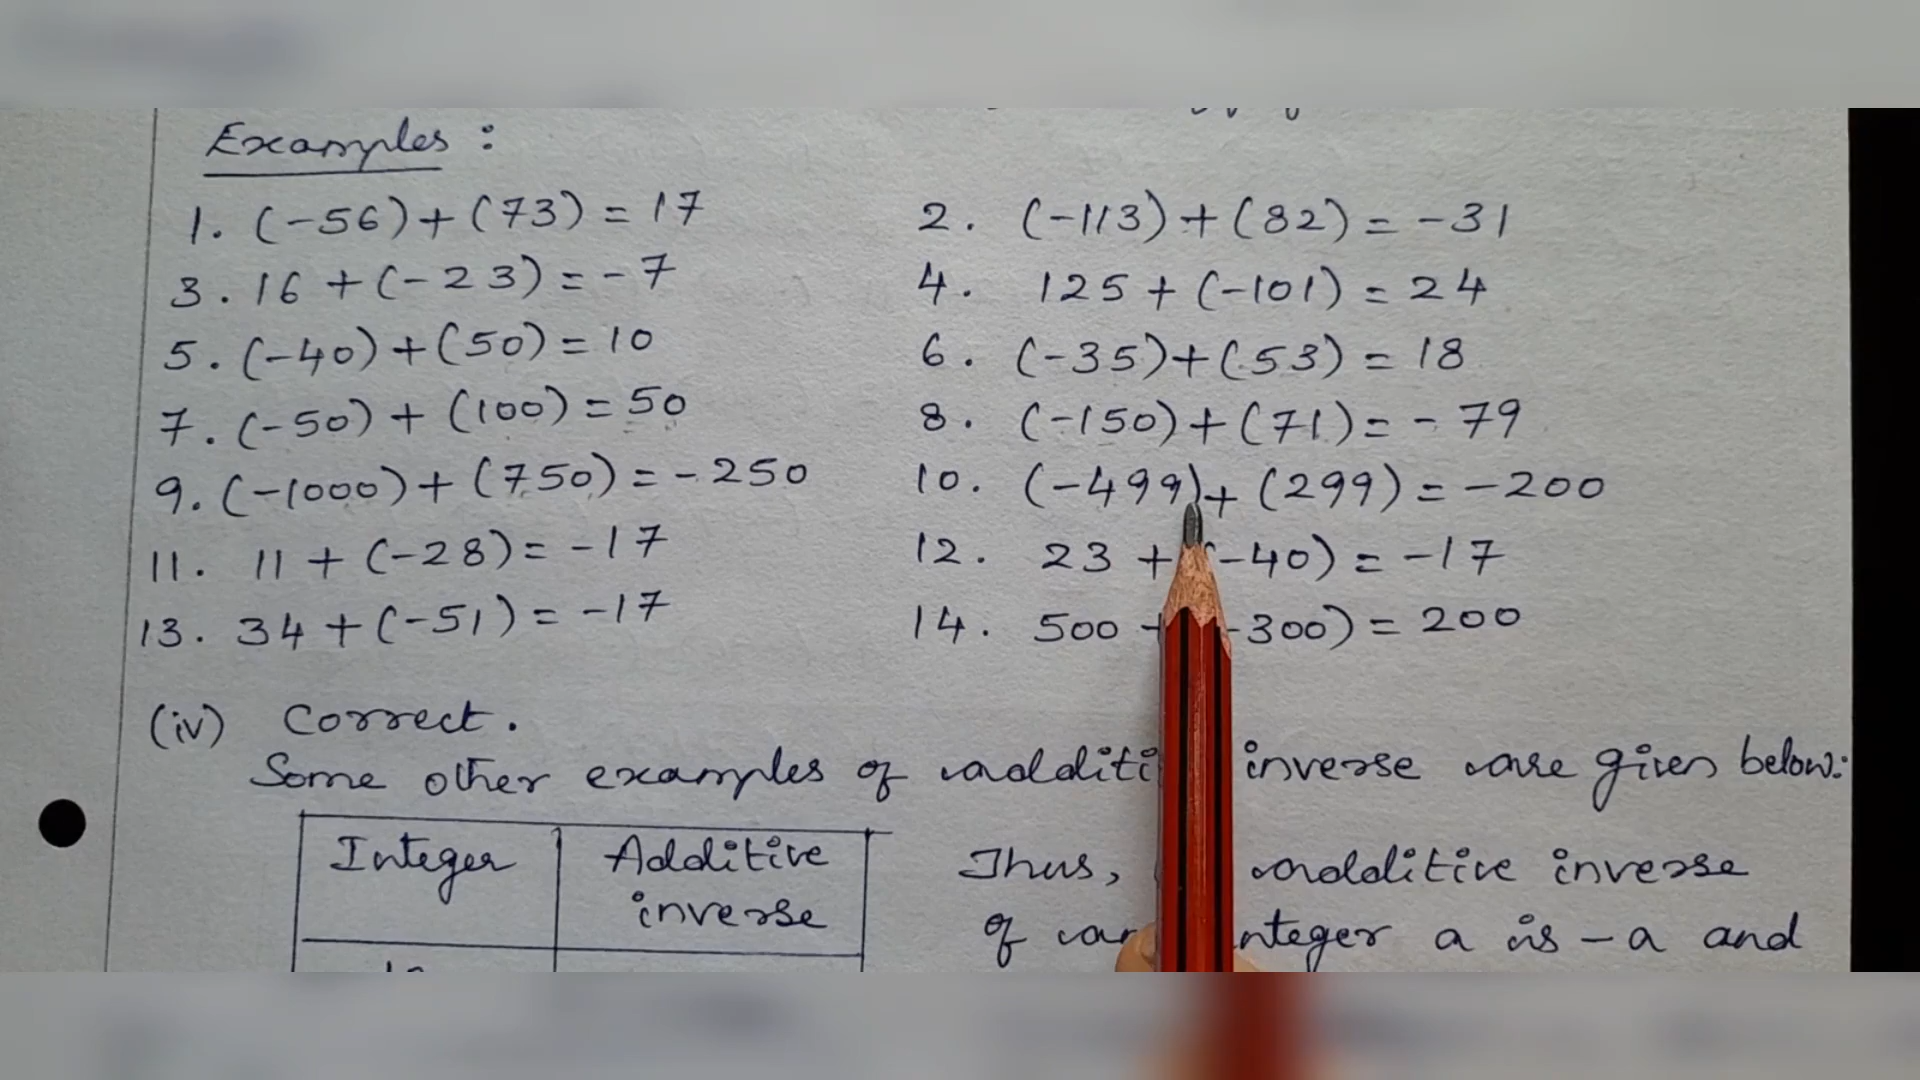 Examples :
1. (-56)+(73) = 17
2. (-113)+(82) = -31
3. 16 + (-23) = -7
4. 125 + (-101) = 24
5. (-40)+(50) = 10
6. (-35)+(53) = 18
7. (-50) + (100) = 50
8. (-150)+(71) = -79
9. (-1000)+(750) = -250
10. (-499)+(299) = -200
11. 11 + (-28) = -17
12. 23 + (-40) = -17
13. 34 + (-51) = -17
14. 500 + -300) = 200
(iv) Correct.
Some other examples of inverse are given below:
Integer
Additive
inverse
Thus, additive inverse
of integer a is -a and